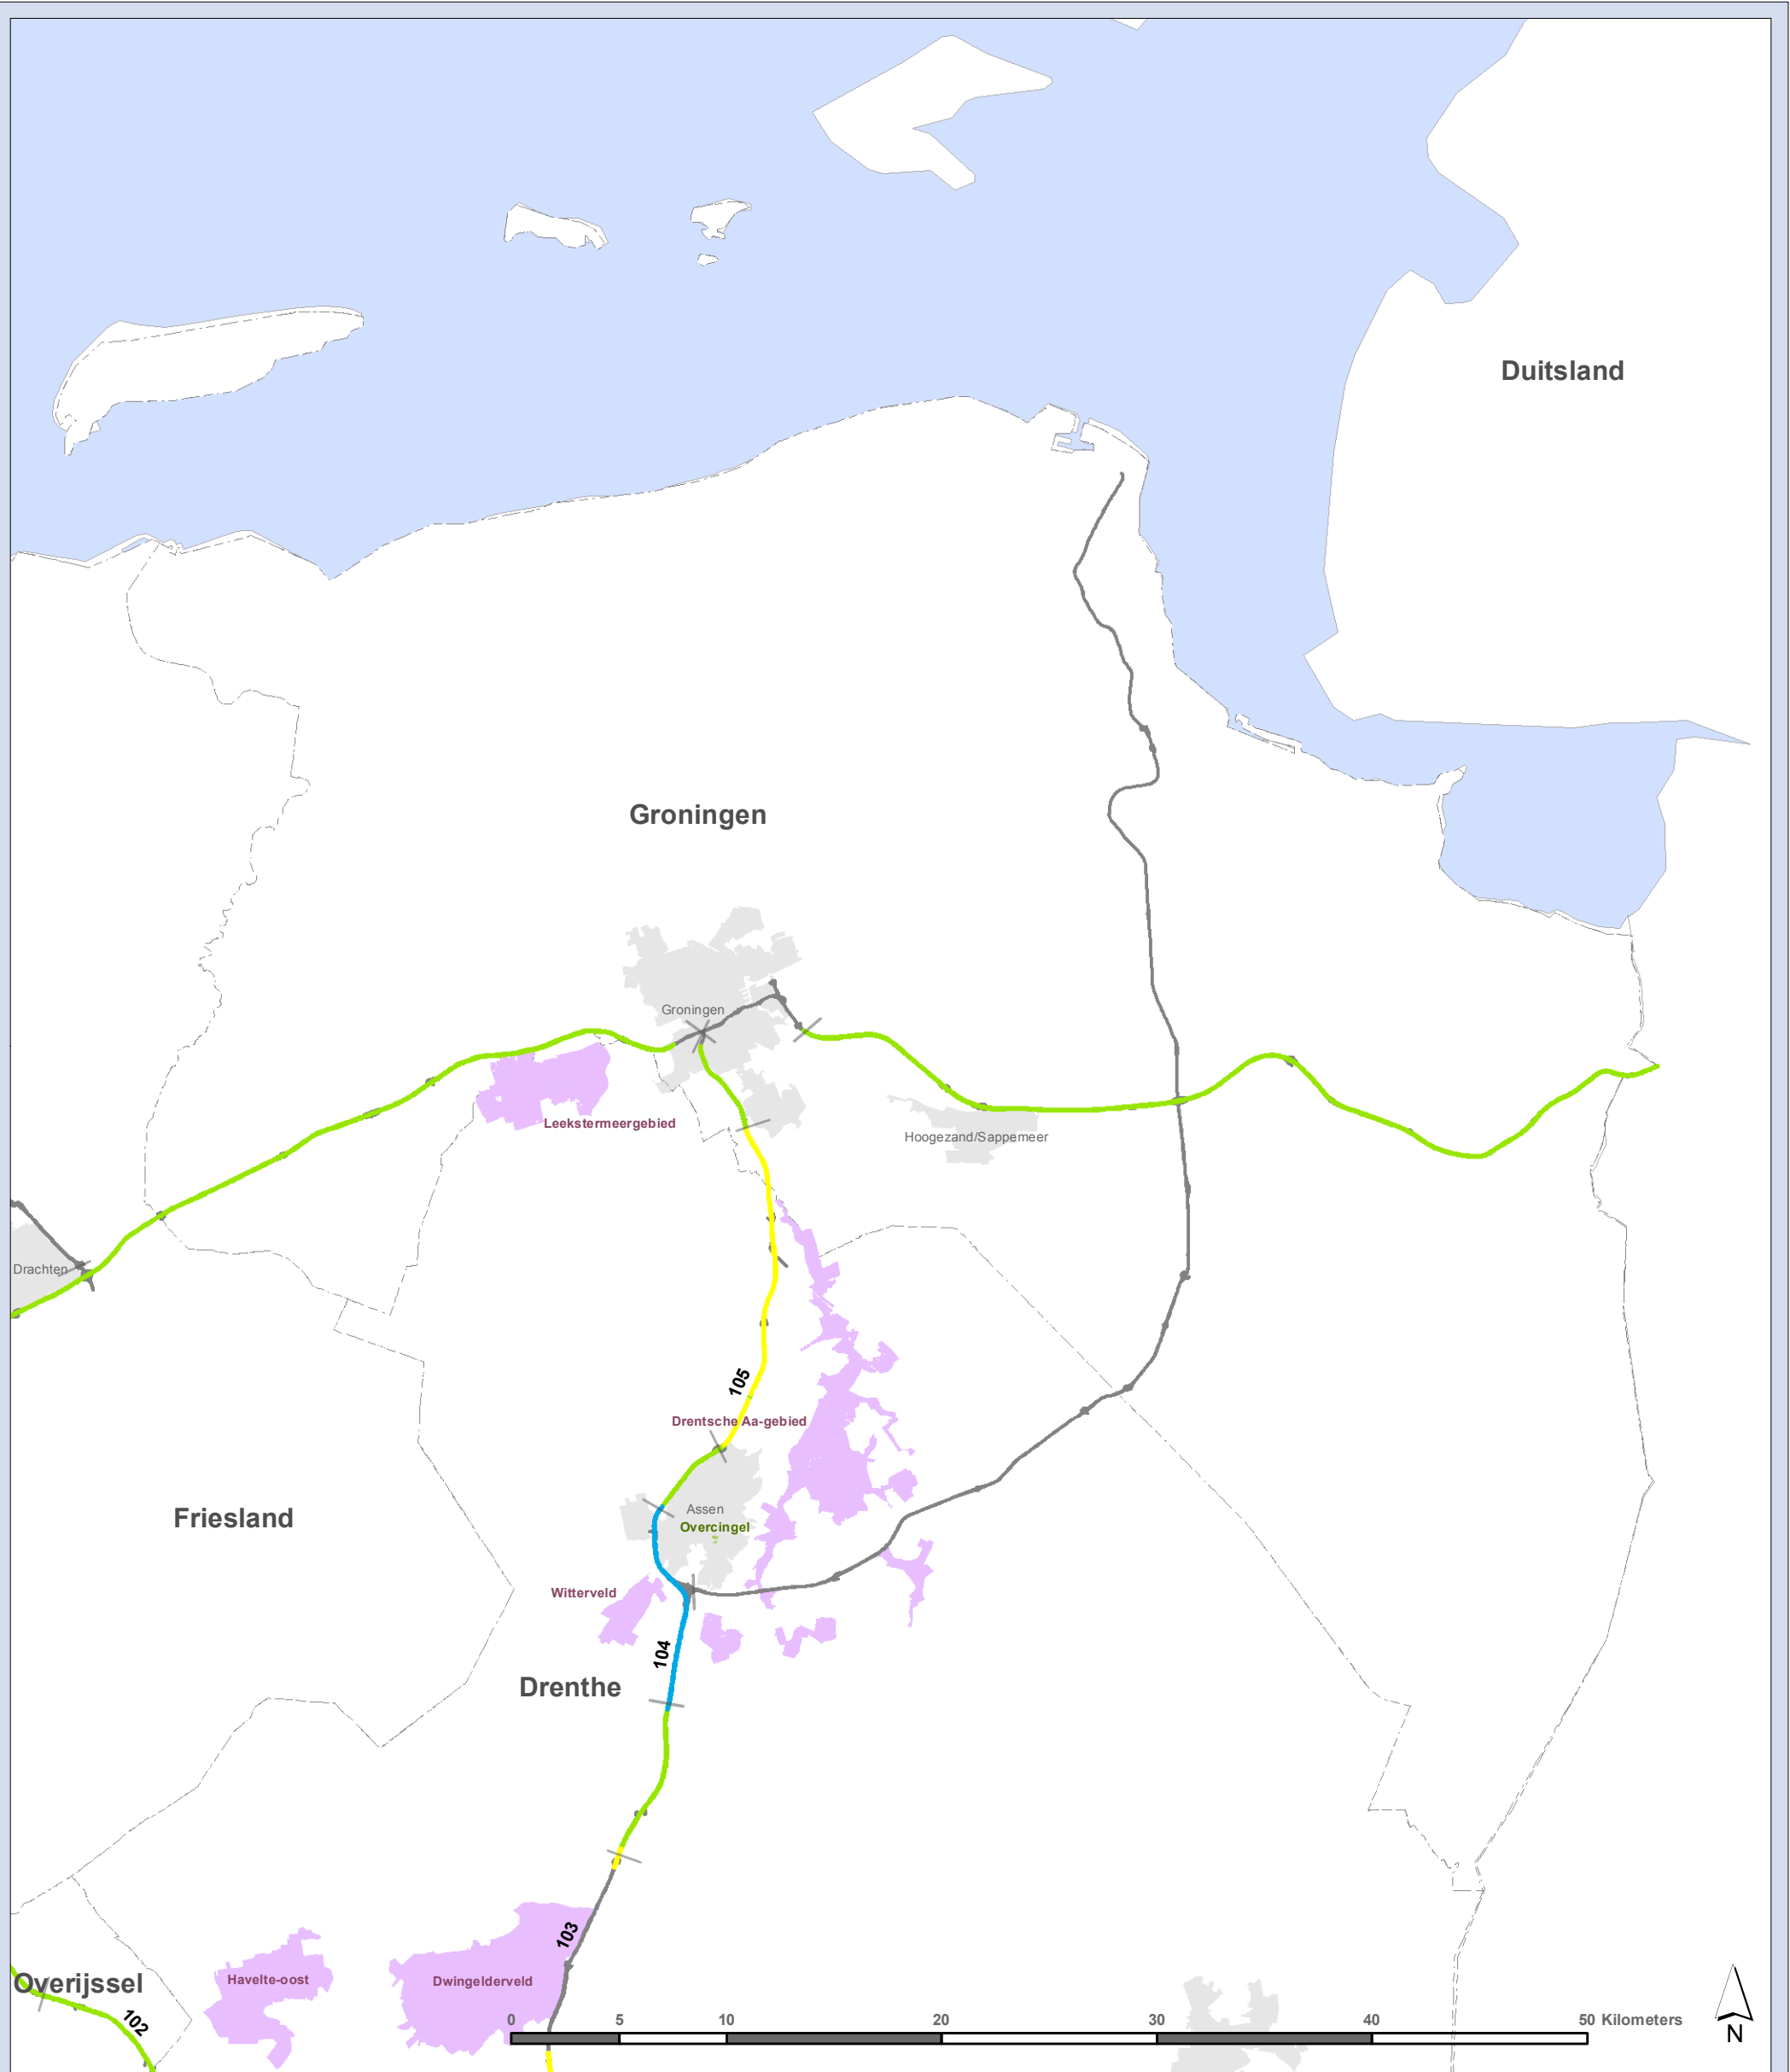 Duitsland
Groningen
Groningen
Leekstermeergebied
Hoogezand/Sappemeer
Drachten
105
Drentsche Aa-gebied
Assen
Friesland
Overcingel
Witterveld
104
Drenthe
103
Overijssel
Havelte-oost
Dwingelderveld
102
0 5 10 20 30 40 50 Kilometers
N